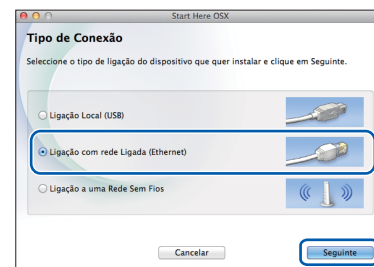 Start Here OSX
Tipo de Conexão
Seleccione o tipo de ligação do dispositivo que quer instalar e clique em Seguinte.
Ligação Local (USB)
Ligação com rede Ligada (Ethernet)
Ligação a uma Rede Sem Fios
Cancelar
Seguinte